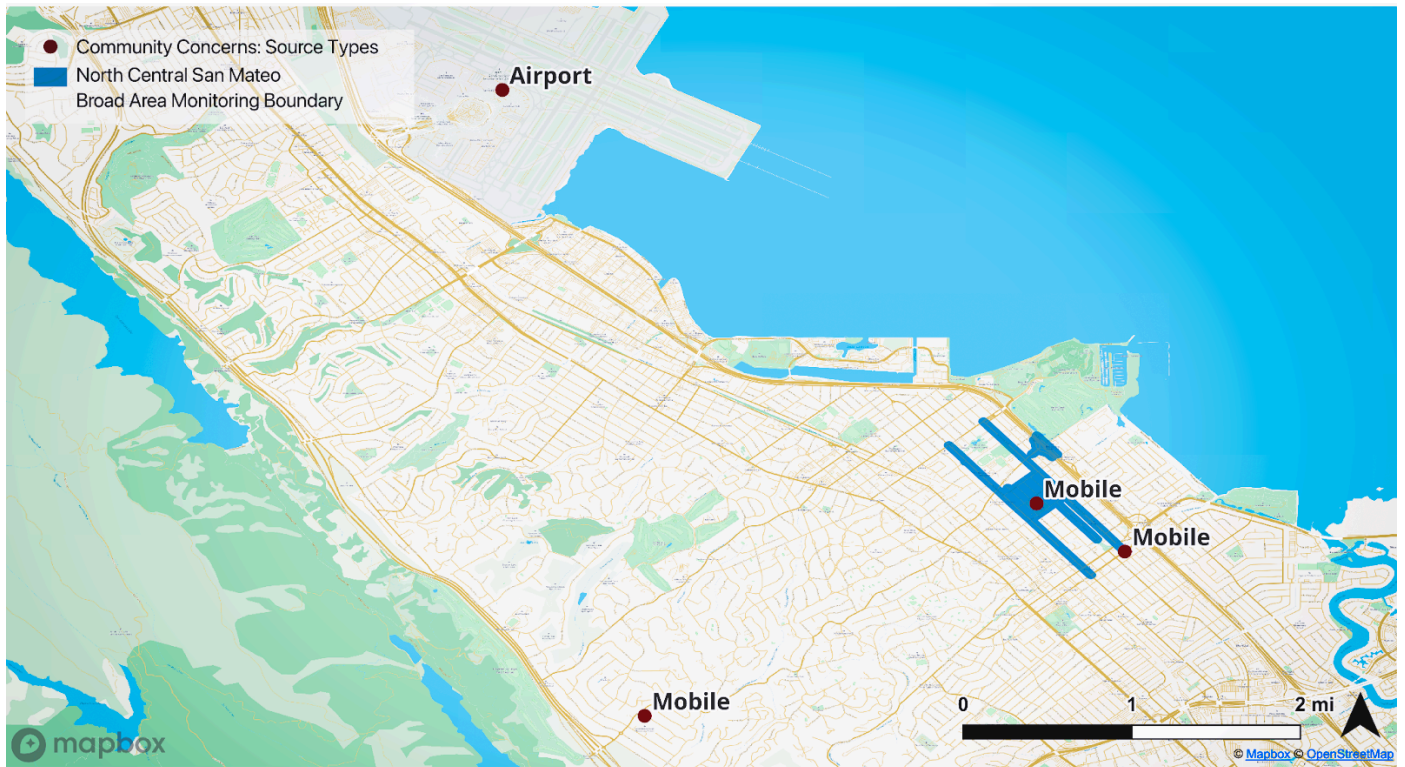 Community Concerns: Source Types
North Central San Mateo
Broad Area Monitoring Boundary
Airport
Mobile
Mobile
Mobile
0 1 2 mi
mapbox
© Mapbox © OpenStreetMap